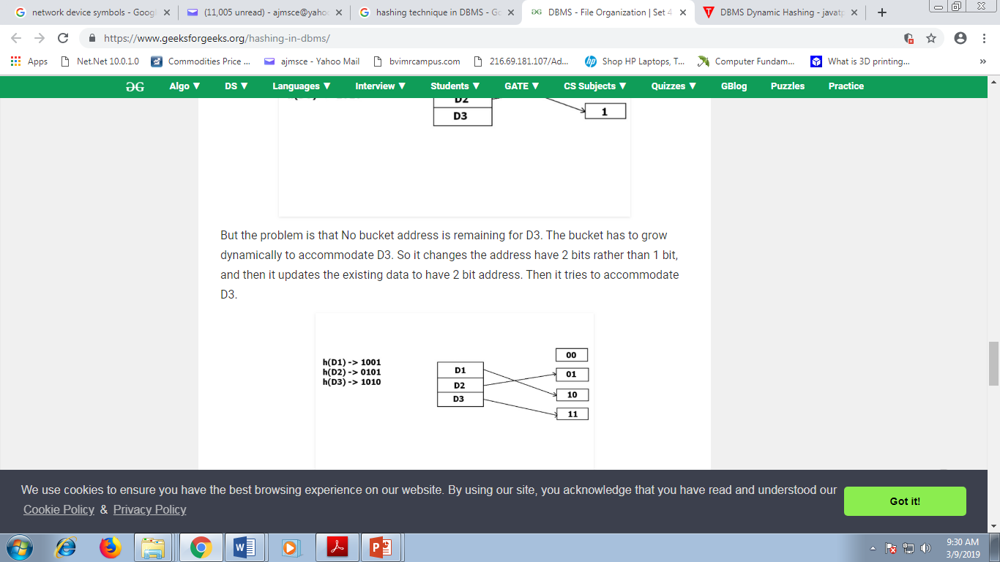 network device symbols - Googl
(11,005 unread) - ajmsce@yahoo
hashing technique in DBMS - Go
DBMS - File Organization | Set 4
DBMS Dynamic Hashing - javatp
https://www.geeksforgeeks.org/hashing-in-dbms/
Apps
Net.Net 10.0.1.0
Commodities Price ...
ajmsce - Yahoo Mail
bvimrcampus.com
216.69.181.107/Ad...
Shop HP Laptops, T...
Computer Fundam...
What is 3D printing...
Algo ▼
DS ▼
Languages ▼
Interview ▼
Students ▼
GATE ▼
CS Subjects ▼
Quizzes ▼
GBlog
Puzzles
Practice
D2
D3
1
But the problem is that No bucket address is remaining for D3. The bucket has to grow
dynamically to accommodate D3. So it changes the address have 2 bits rather than 1 bit,
and then it updates the existing data to have 2 bit address. Then it tries to accommodate
D3.
h(D1) -> 1001
h(D2) -> 0101
h(D3) -> 1010
D1
D2
D3
00
01
10
11
We use cookies to ensure you have the best browsing experience on our website. By using our site, you acknowledge that you have read and understood our
Cookie Policy & Privacy Policy
Got it!
9:30 AM
3/9/2019